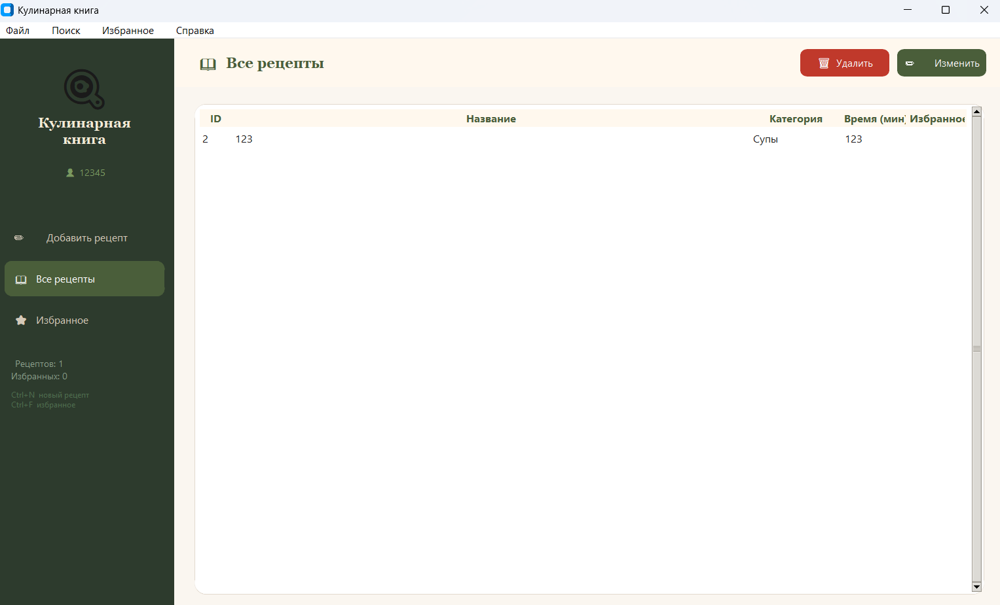 Кулинарная книга
Файл Поиск Избранное Справка
Кулинарная
книга
12345
Добавить рецепт
Все рецепты
Избранное
Рецептов: 1
Избранных: 0
Ctrl+N новый рецепт
Ctrl+F избранное
Все рецепты
Удалить
Изменить
ID Название Категория Время (мин) Избранное
2 123 Супы 123